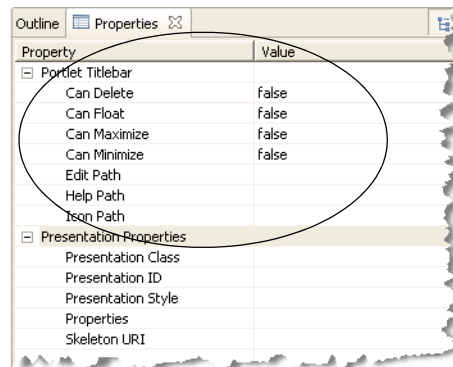 Outline Properties
Property Value
Portlet Titlebar
Can Delete false
Can Float false
Can Maximize false
Can Minimize false
Edit Path
Help Path
Icon Path
Presentation Properties
Presentation Class
Presentation ID
Presentation Style
Properties
Skeleton URI